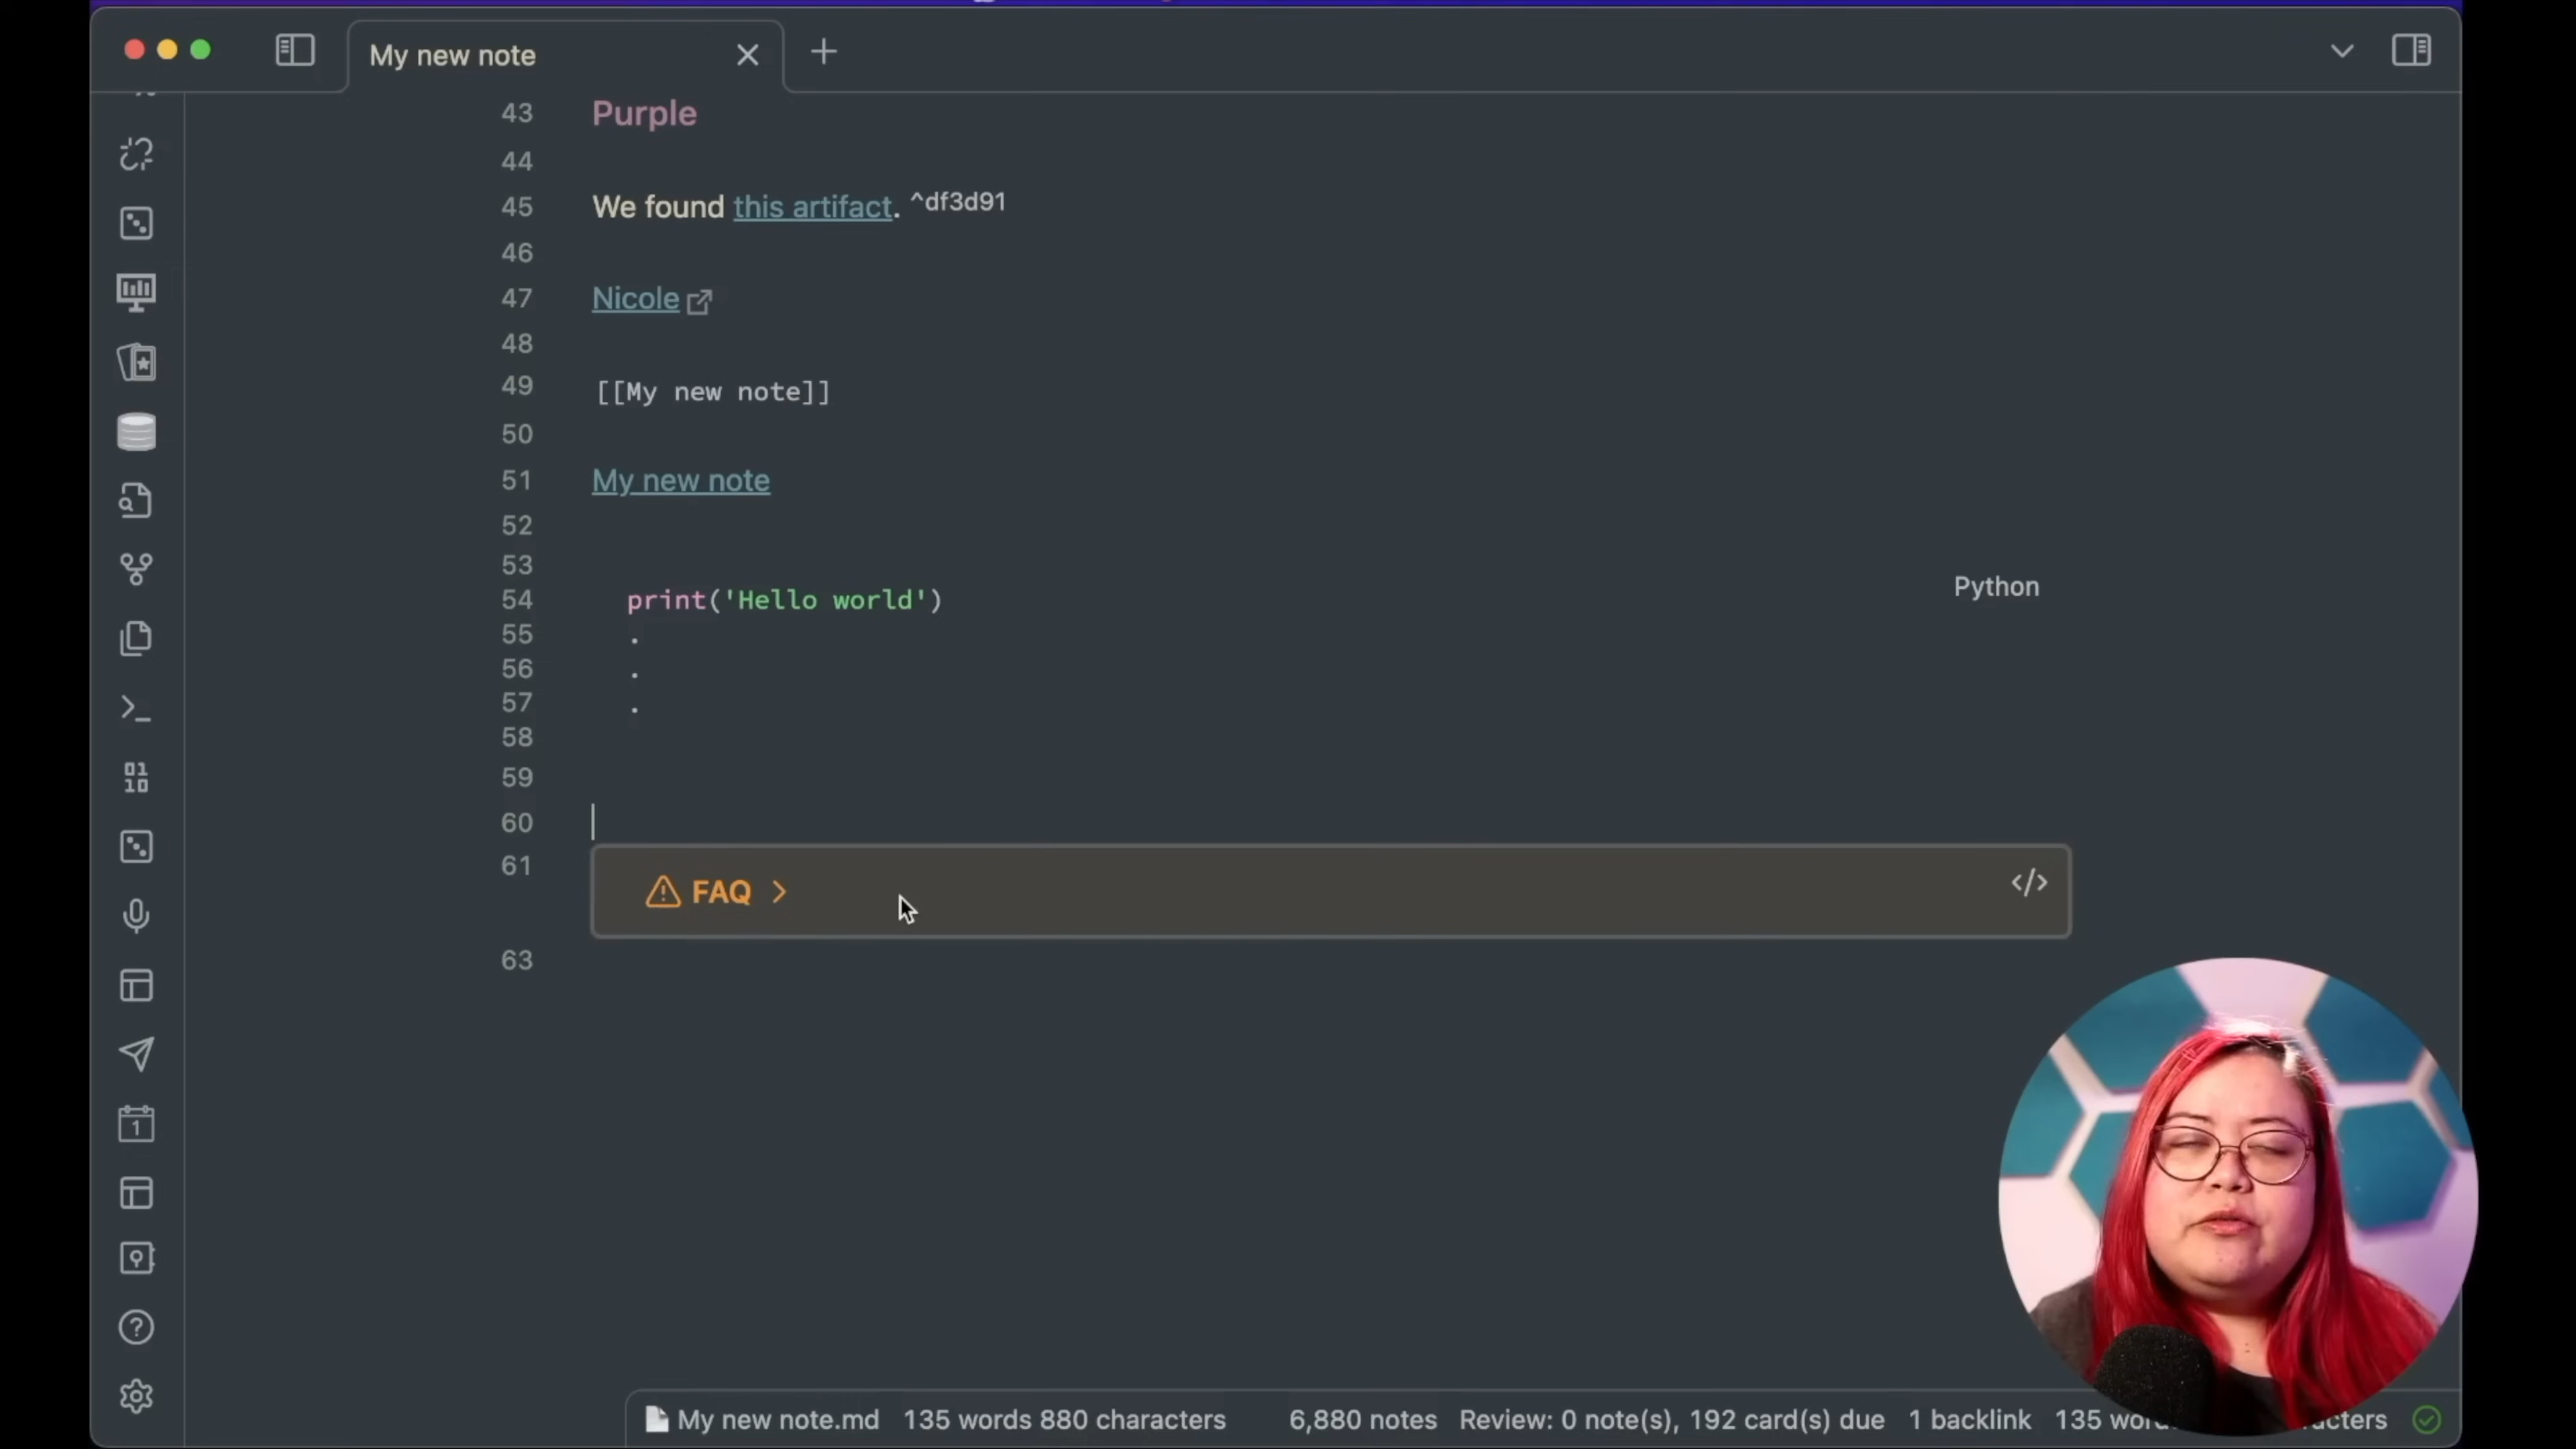 My new note
43 Purple
44
45 We found this artifact. ^df3d91
46
47 Nicole
48
49 [[My new note]]
50
51 My new note
52
53
Python
54 print('Hello world')
55 .
56 .
57 .
58
59
60
61 FAQ
63
My new note.md 135 words 880 characters 6,880 notes Review: 0 note(s), 192 card(s) due 1 backlink 135